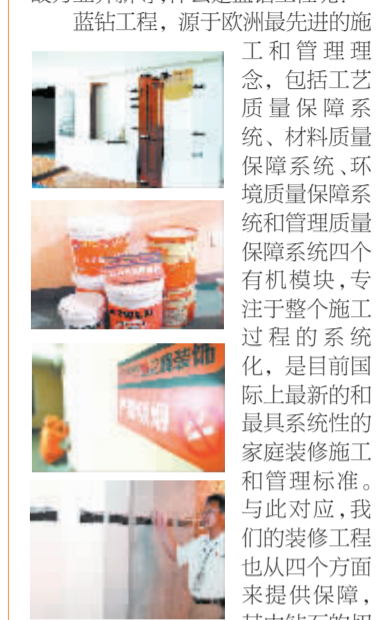 蓝钻工程，源于欧洲最先进的施
工和管理理
念，包括工艺
质量保障系
统、材料质量
保障系统、环
境质量保障系
统和管理质量
保障系统四个
有机模块，专
注于整个施工
过程的系统
化，是目前国
际上最新的和
最具系统性的
家庭装修施工
和管理标准。
与此对应，我
们的装修工程
也从四个方面
来提供保障，
装饰